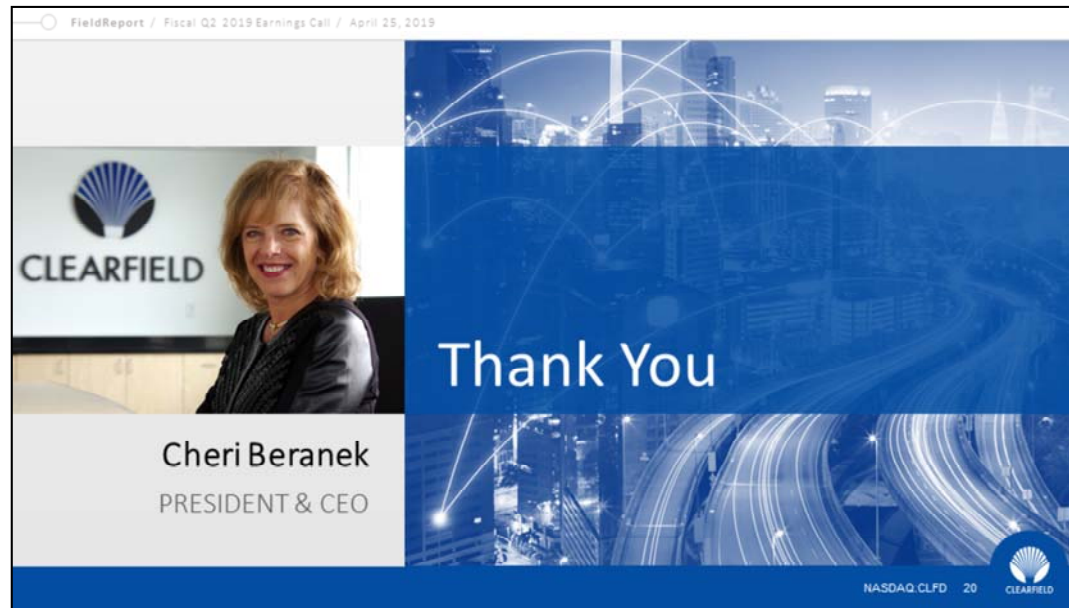 FieldReport / Fiscal Q2 2019 Earnings Call / April 25, 2019
CLEARFIELD
Thank You
Cheri Beranek
PRESIDENT & CEO
NASDAQ:CLFD 20
CLEARFIELD